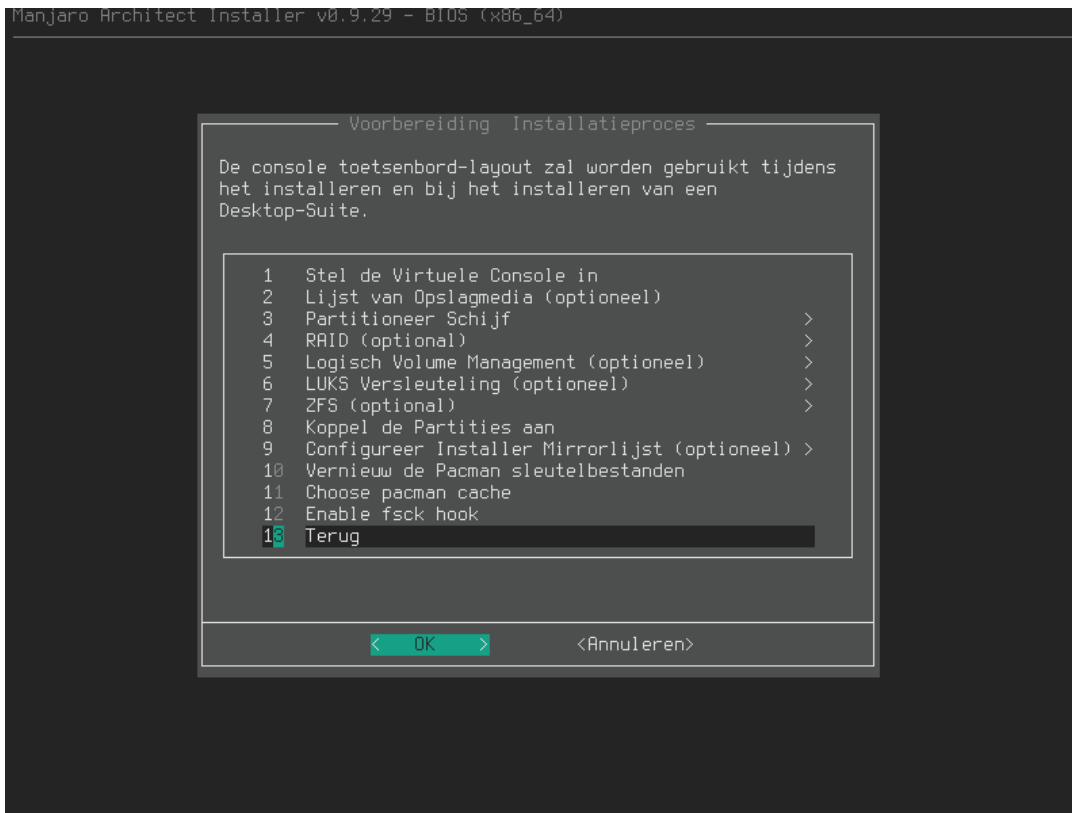 Manjaro Architect Installer v0.9.29 - BIOS (x86_64)
Voorbereiding Installatieproces
De console toetsenbord-layout zal worden gebruikt tijdens
het installeren en bij het installeren van een
Desktop-Suite.
1 Stel de Virtuele Console in
2 Lijst van Opslagmedia (optioneel)
3 Partitioneer Schijf >
4 RAID (optional) >
5 Logisch Volume Management (optioneel) >
6 LUKS Versleuteling (optioneel) >
7 ZFS (optional) >
8 Koppel de Partities aan
9 Configureer Installer Mirrorlijst (optioneel) >
10 Vernieuw de Pacman sleutelbestanden
11 Choose pacman cache
12 Enable fsck hook
13 Terug
< OK > <Annuleren>